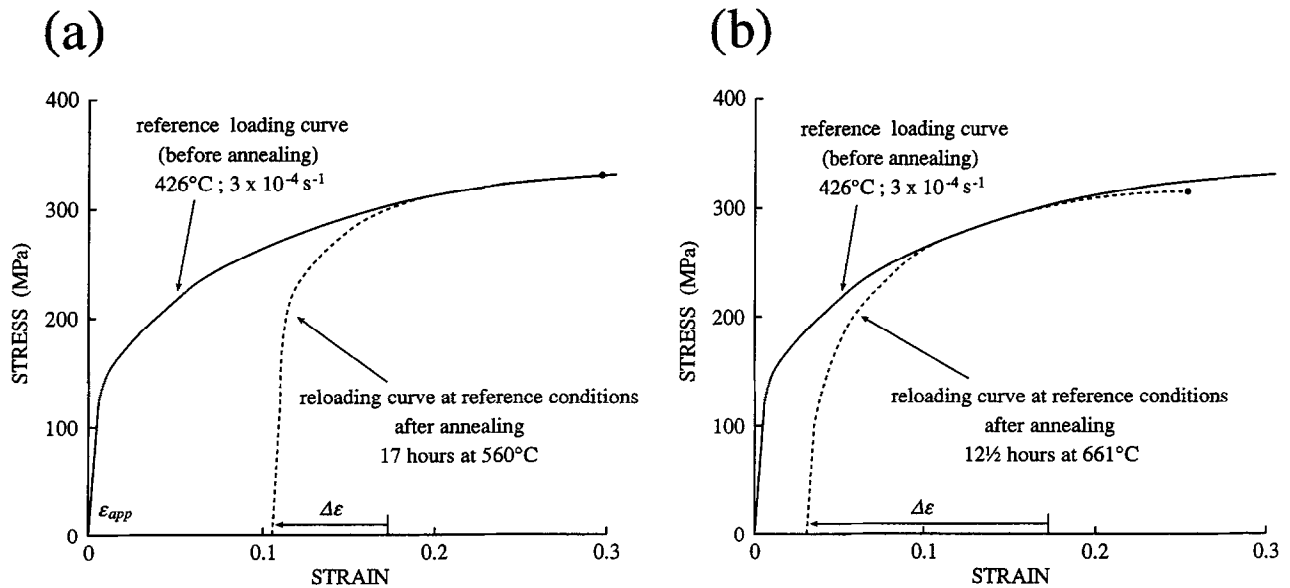 (a)
400
300
200
100
0
STRESS (MPa)
reference loading curve
(before annealing)
426°C ; 3 x 10⁻⁴ s⁻¹
reloading curve at reference conditions
after annealing
17 hours at 560°C
εapp
Δε
0
0.1
0.2
0.3
STRAIN
(b)
400
300
200
100
0
STRESS (MPa)
reference loading curve
(before annealing)
426°C ; 3 x 10⁻⁴ s⁻¹
reloading curve at reference conditions
after annealing
12½ hours at 661°C
Δε
0
0.1
0.2
0.3
STRAIN